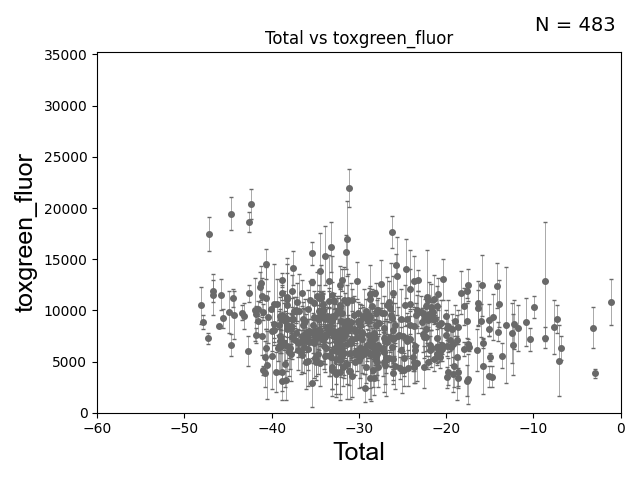 N = 483
Total vs toxgreen_fluor
35000
30000
25000
20000
15000
10000
5000
0
toxgreen_fluor
−60 −50 −40 −30 −20 −10 0
Total